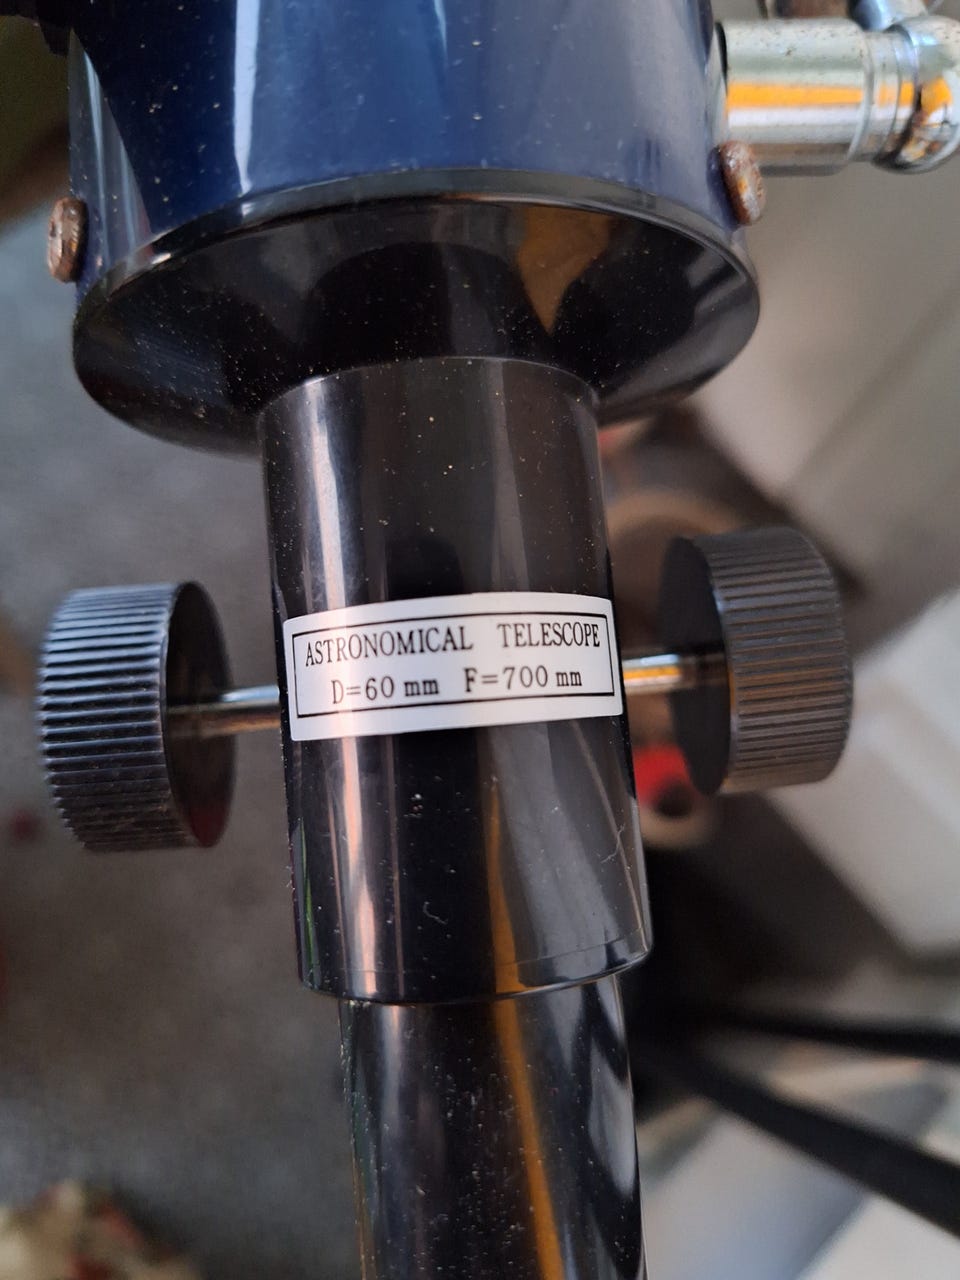 ASTRONOMICAL TELESCOPE
D=60 mm F=700 mm